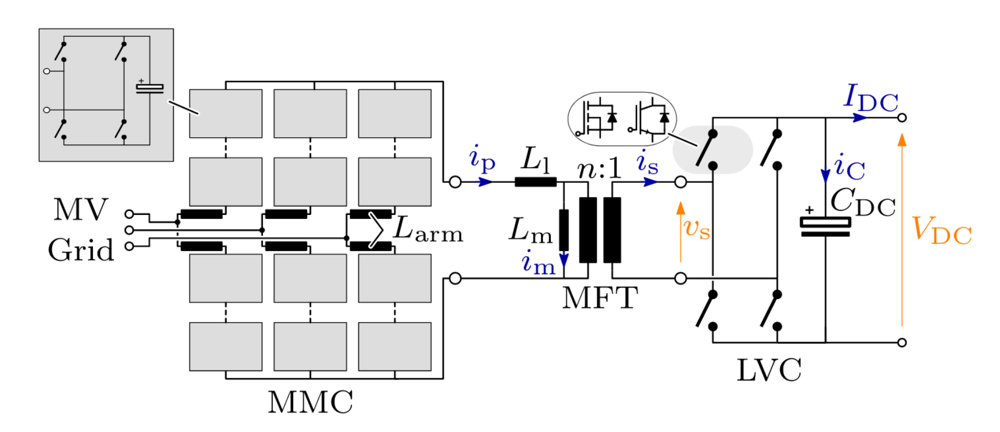 MV
Grid
MMC
L_arm
i_p
L_l
L_m
i_m
n:1
MFT
i_s
v_s
LVC
I_DC
i_C
+
C_DC
V_DC
+